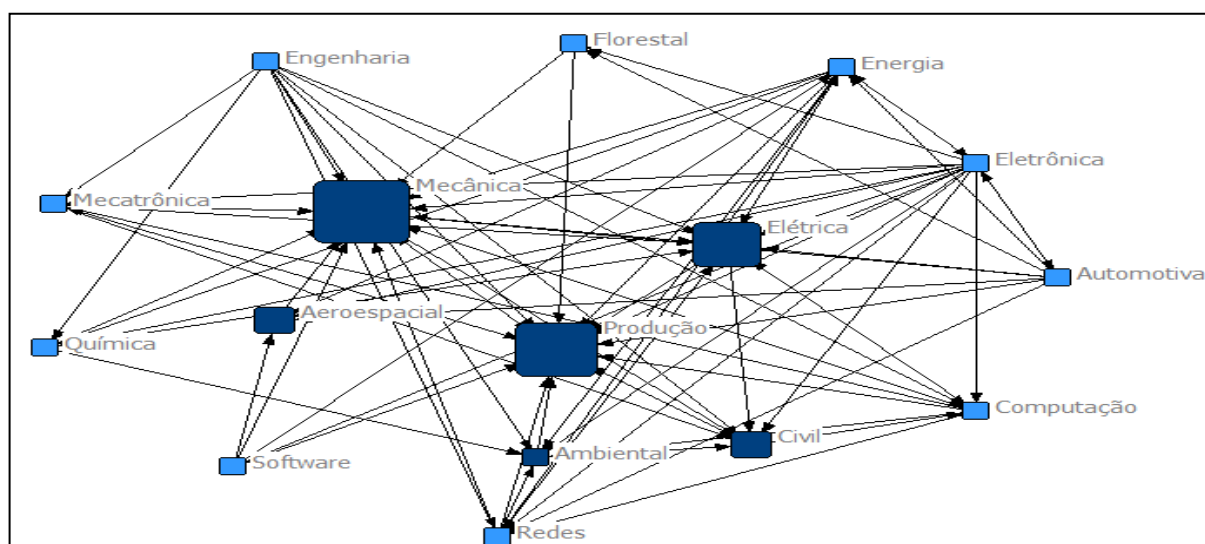 Florestal
Engenharia
Energia
Eletrônica
Mecânica
Mecatrônica
Elétrica
Automotiva
Aeroespacial
Produção
Química
Computação
Civil
Ambiental
Software
Redes